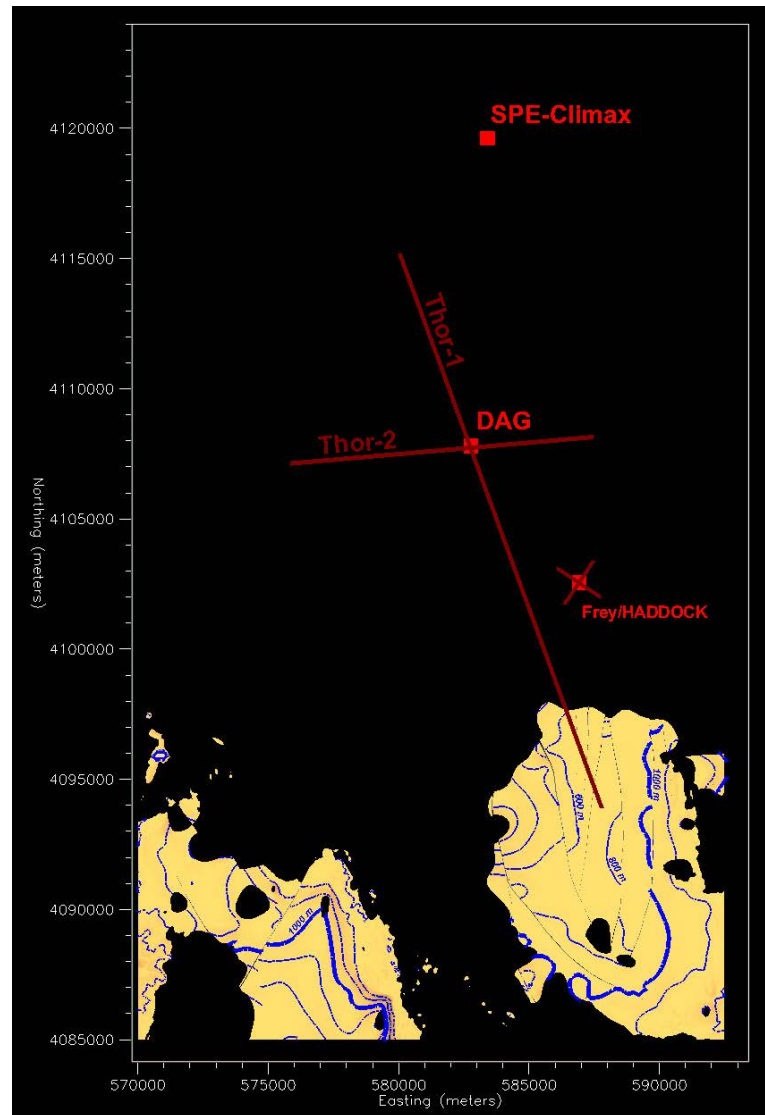 SPE-Climax
4120000
4115000
Thor-1
4110000
DAG
Thor-2
4105000
Northing (meters)
Frey/HADDOCK
4100000
4095000
600 m
1000 m
800 m
4090000
1000 m
4085000
570000
575000
580000
585000
590000
Easting (meters)